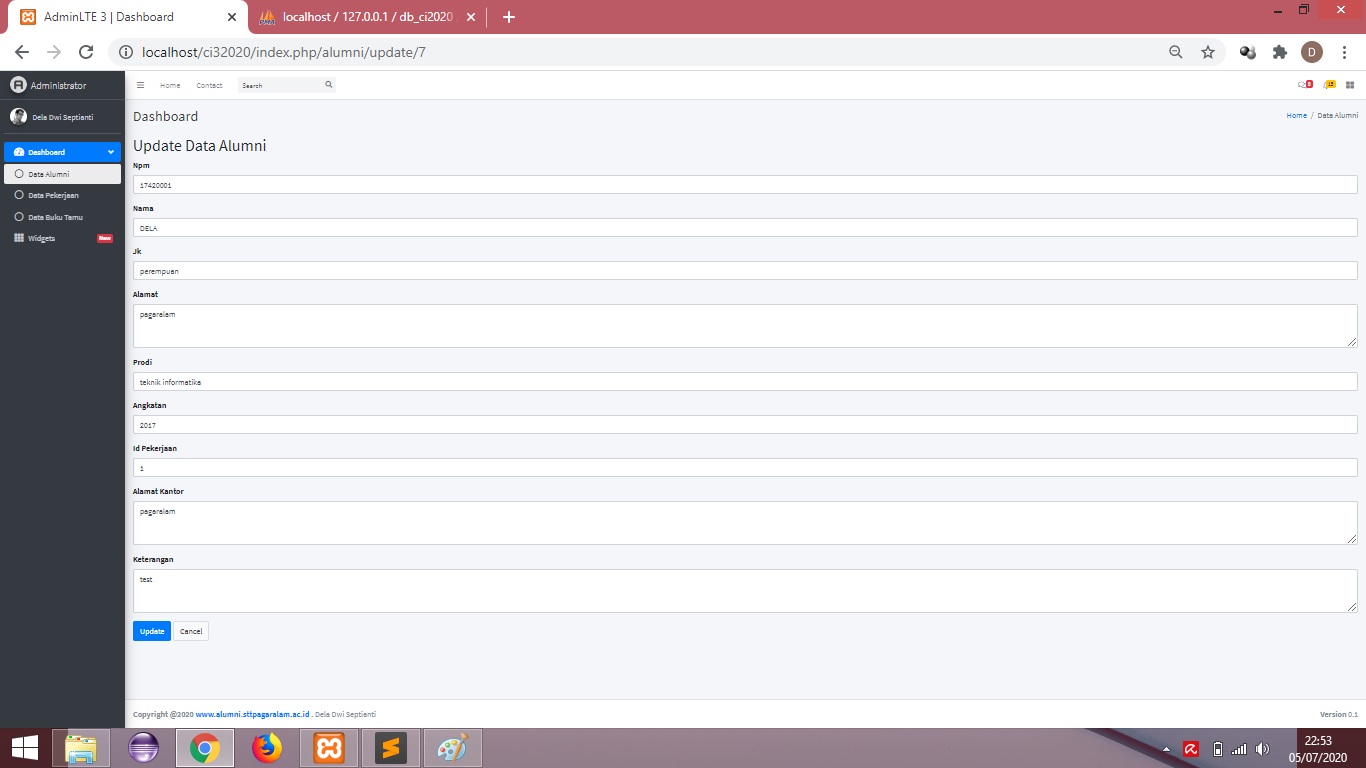 AdminLTE 3 | Dashboard
localhost / 127.0.0.1 / db_ci2020
localhost/ci32020/index.php/alumni/update/7
D
Administrator
Home
Contact
Search
15
Dela Dwi Septianti
Dashboard
Home / Data Alumni
Dashboard
Data Alumni
Data Pekerjaan
Data Buku Tamu
Widgets
New
Update Data Alumni
Npm
17420001
Nama
DELA
Jk
perempuan
Alamat
pagaralam
Prodi
teknik informatika
Angkatan
2017
Id Pekerjaan
1
Alamat Kantor
pagaralam
Keterangan
test
Update
Cancel
Copyright @2020 www.alumni.sttpagaralam.ac.id . Dela Dwi Septianti
Version 0.1
22:53
05/07/2020